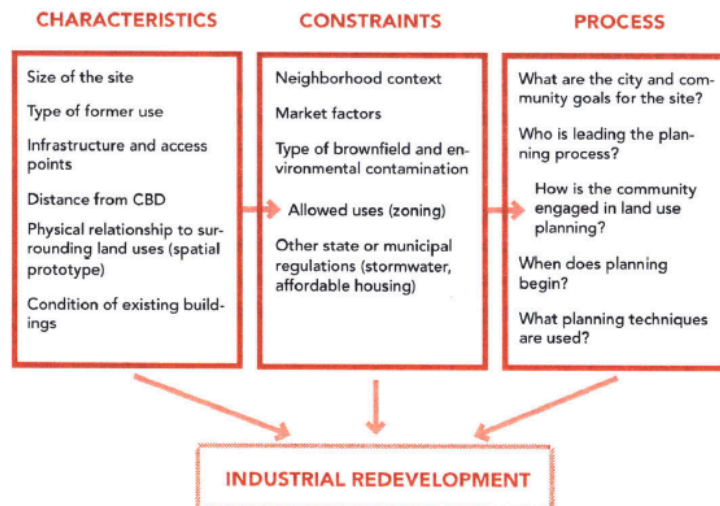 CHARACTERISTICS
Size of the site
Type of former use
Infrastructure and access
points
Distance from CBD
Physical relationship to sur-
rounding land uses (spatial
prototype)
Condition of existing build-
ings
CONSTRAINTS
Neighborhood context
Market factors
Type of brownfield and en-
vironmental contamination
Allowed uses (zoning)
Other state or municipal
regulations (stormwater,
affordable housing)
PROCESS
What are the city and com-
munity goals for the site?
Who is leading the plan-
ning process?
How is the community
engaged in land use
planning?
When does planning
begin?
What planning techniques
are used?
INDUSTRIAL REDEVELOPMENT